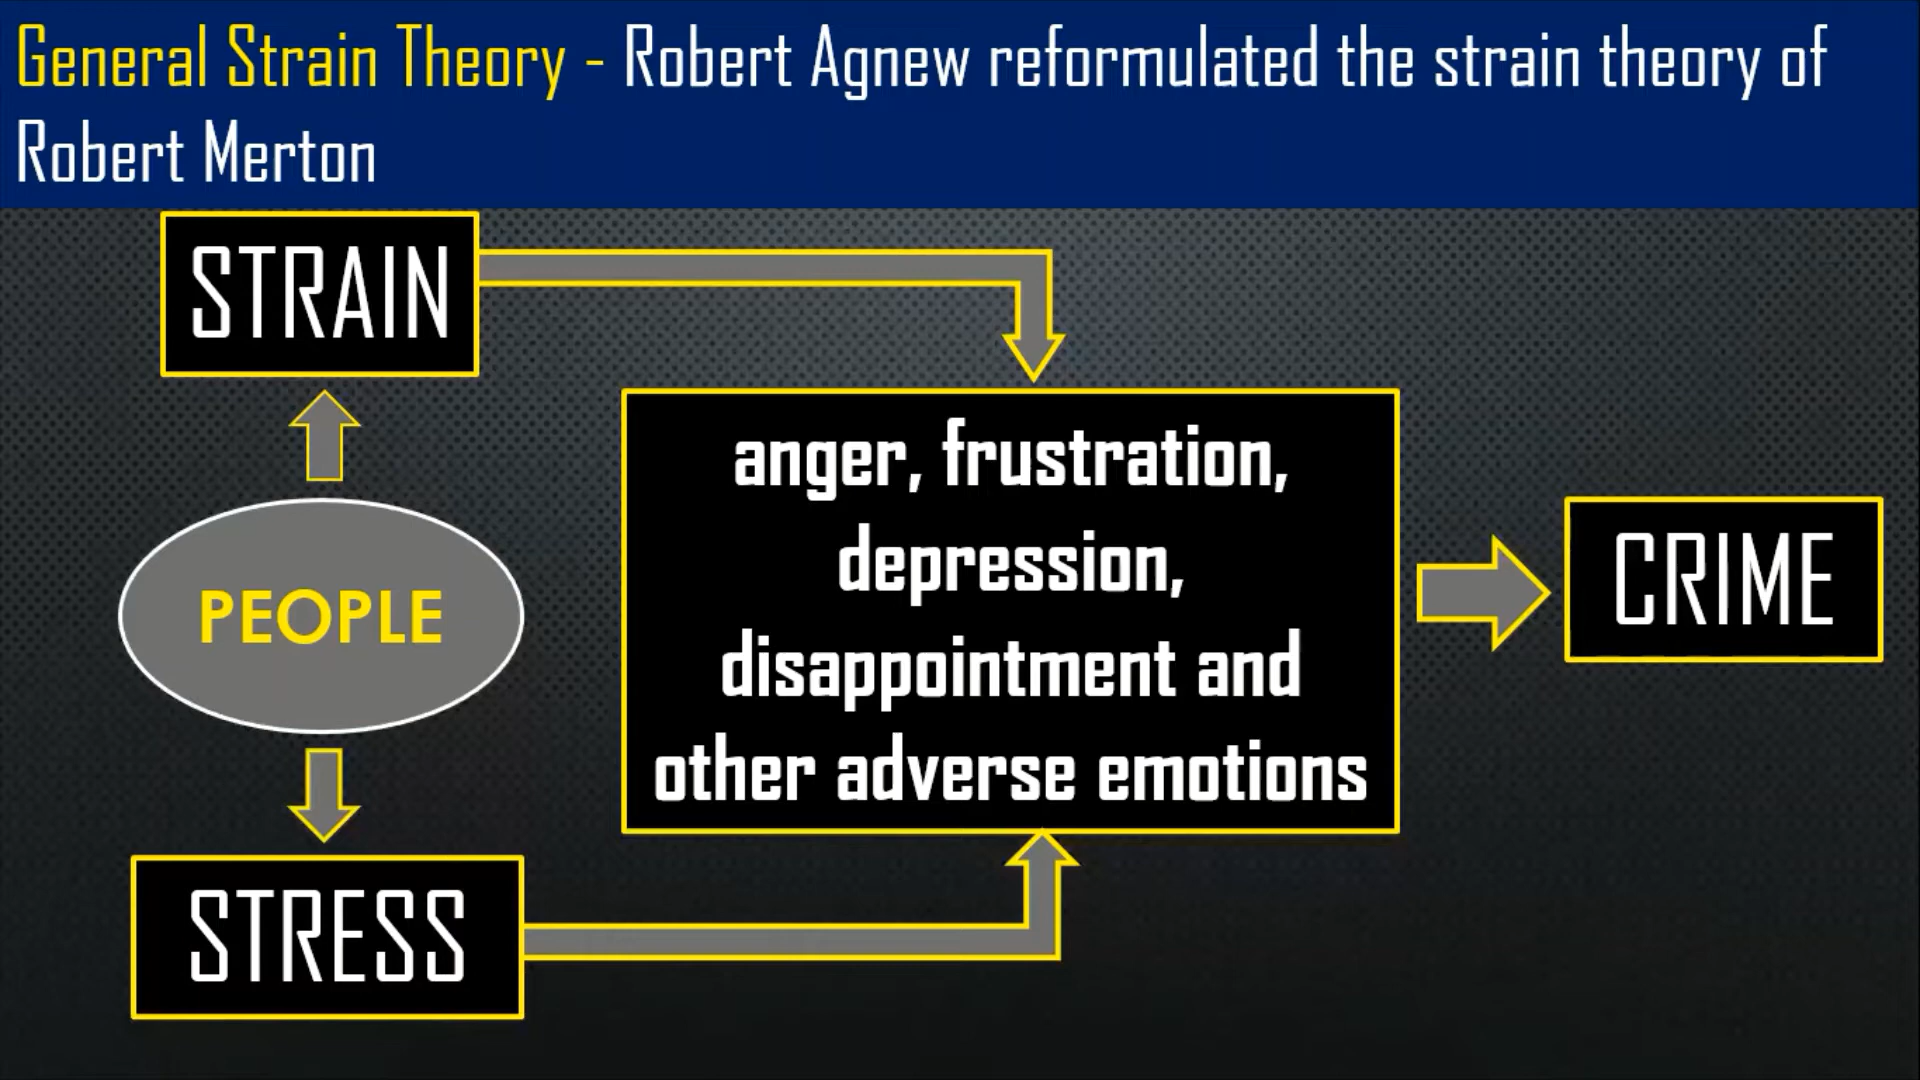 General Strain Theory - Robert Agnew reformulated the strain theory of
Robert Merton
STRAIN
PEOPLE
STRESS
anger, frustration,
depression,
disappointment and
other adverse emotions
CRIME